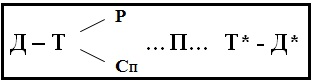 Р
Д – Т ...П... Т* - Д*
Сп